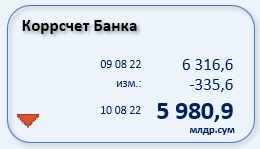 Коррсчет Банка
09 08 22 6 316,6
изм.: -335,6
10 08 22 5 980,9
млдр.сум